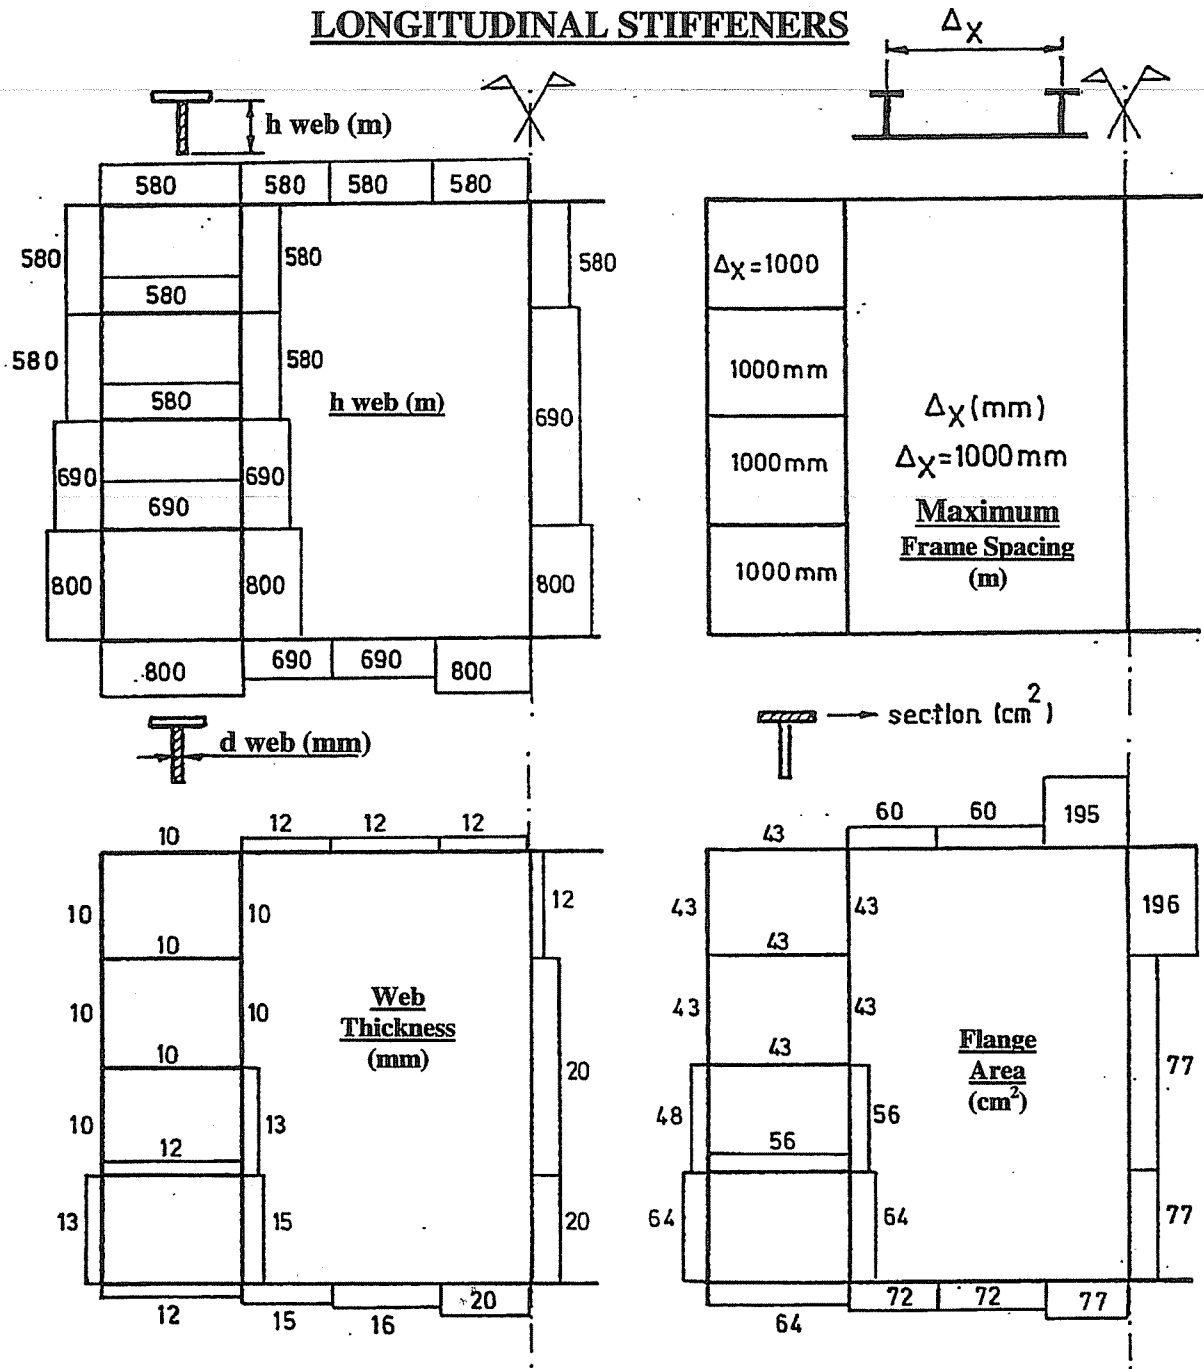 LONGITUDINAL STIFFENERS
ΔX
h web (m)
580 580 580 580
580 580 580
580
580 580
580
h web (m)
690
690 690
690
800 800 800
800 690 690 800
ΔX=1000
1000mm
1000mm
1000mm
ΔX(mm)
ΔX=1000mm
Maximum
Frame Spacing
(m)
d web (mm)
10 12 12 12
10 10 12
10
10 10
10
Web
Thickness
(mm)
20
10 13
12
13 15 20
12 15 16 20
section (cm²)
43 60 60 195
43 43 196
43
43 43
43
Flange
Area
(cm²)
77
48 56
56
64 64 77
64 72 72 77